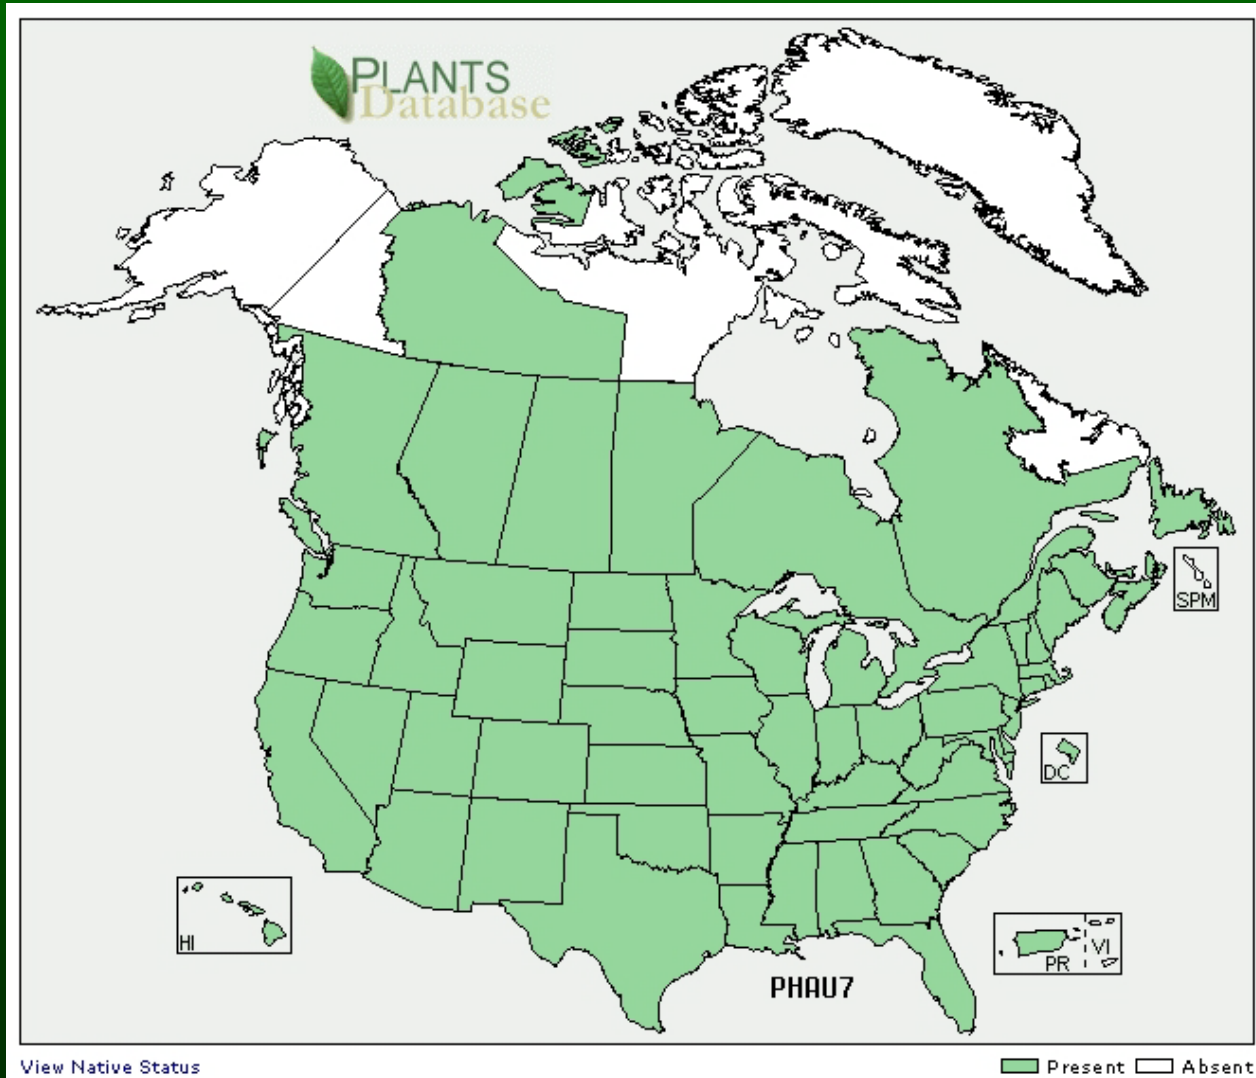 PLANTS
Database
SPM
DC
HI
PR
VI
PHAU7
View Native Status
Present
Absent